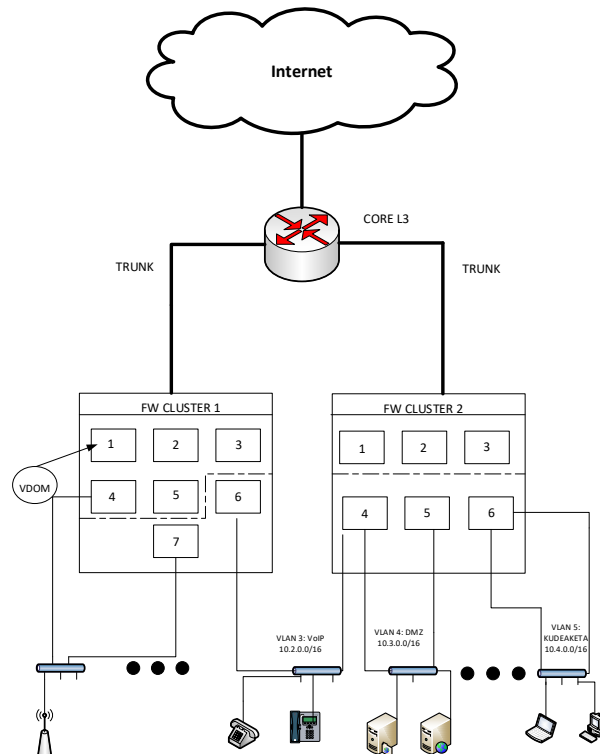 Internet
CORE L3
TRUNK
TRUNK
FW CLUSTER 1
1
2
3
4
5
6
7
VDOM
FW CLUSTER 2
1
2
3
4
5
6
VLAN 3: VoIP
10.2.0.0/16
VLAN 4: DMZ
10.3.0.0/16
VLAN 5:
KUDEAKETA
10.4.0.0/16